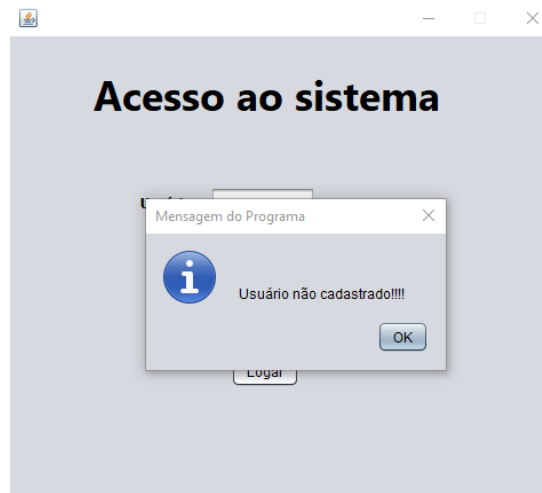 Acesso ao sistema
Mensagem do Programa
Usuário não cadastrado!!!!
OK
Logar